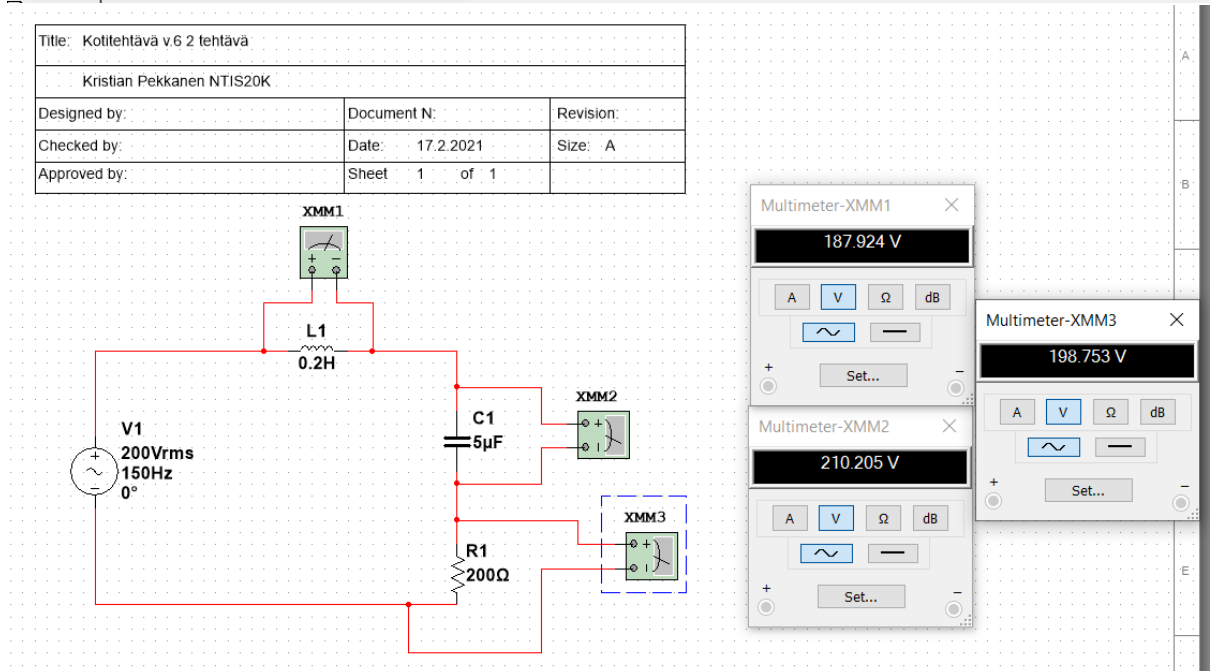 Title: Kotitehtävä v.6 2 tehtävä
Kristian Pekkanen NTIS20K
Designed by: Document N: Revision:
Checked by: Date: 17.2.2021 Size: A
Approved by: Sheet 1 of 1
A
B
E
XMM1
+ −
L1
0.2H
V1
200Vrms
150Hz
0°
+
−
C1
5µF
XMM2
+
XMM3
+
R1
200Ω
Multimeter-XMM1
187.924 V
A V Ω dB
+ Set... −
Multimeter-XMM3
198.753 V
A V Ω dB
+ Set... −
Multimeter-XMM2
210.205 V
A V Ω dB
+ Set... −